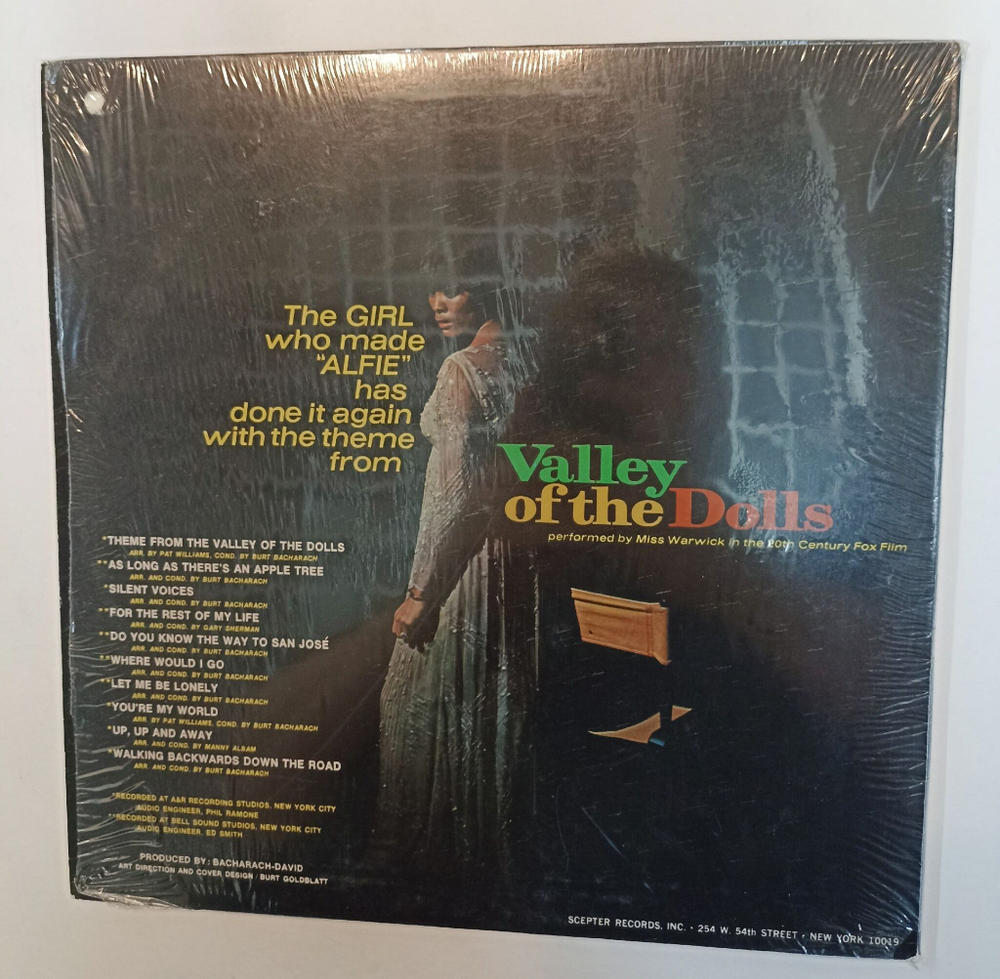 The GIRL
who made
"ALFIE"
has
done it again
with the theme
from
Valley
of the Dolls
performed by Miss Warwick in the 20th Century Fox Film
*THEME FROM THE VALLEY OF THE DOLLS
ARR. BY PAT WILLIAMS, COND. BY BURT BACHARACH
**AS LONG AS THERE'S AN APPLE TREE
ARR. AND COND. BY BURT BACHARACH
*SILENT VOICES
ARR. AND COND. BY BURT BACHARACH
**FOR THE REST OF MY LIFE
ARR. AND COND. BY GARY SHERMAN
**DO YOU KNOW THE WAY TO SAN JOSÉ
ARR. AND COND. BY BURT BACHARACH
**WHERE WOULD I GO
ARR. AND COND. BY BURT BACHARACH
**LET ME BE LONELY
ARR. AND COND. BY BURT BACHARACH
*YOU'RE MY WORLD
ARR. BY PAT WILLIAMS, COND. BY BURT BACHARACH
*UP, UP AND AWAY
ARR. AND COND. BY MANNY ALBAM
*WALKING BACKWARDS DOWN THE ROAD
ARR. AND COND. BY BURT BACHARACH
*RECORDED AT A&R RECORDING STUDIOS, NEW YORK CITY
AUDIO ENGINEER, PHIL RAMONE
**RECORDED AT BELL SOUND STUDIOS, NEW YORK CITY
AUDIO ENGINEER, ED SMITH
PRODUCED BY: BACHARACH-DAVID
ART DIRECTION AND COVER DESIGN / BURT GOLDBLATT
SCEPTER RECORDS, INC. · 254 W. 54th STREET · NEW YORK 10019